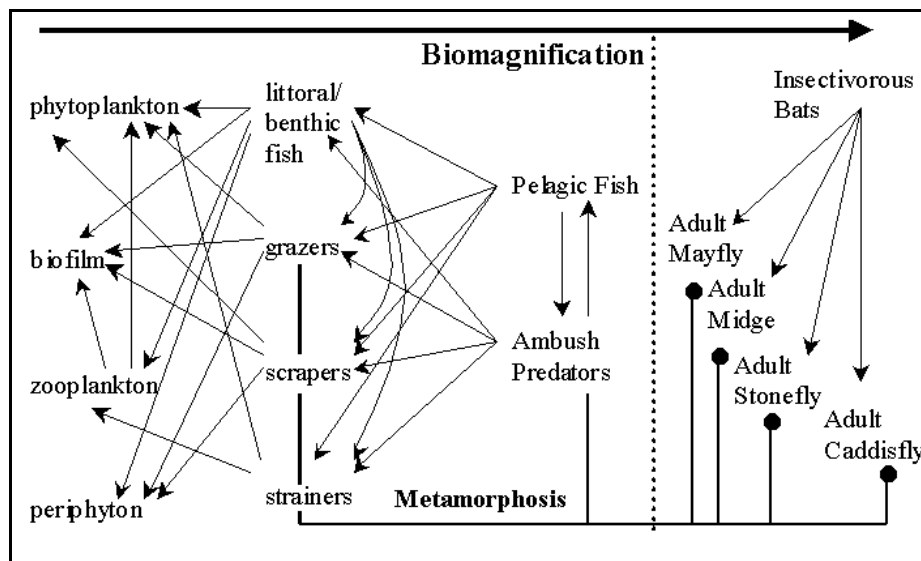 Biomagnification
phytoplankton
biofilm
zooplankton
periphyton
littoral/
benthic
fish
grazers
scrapers
strainers
Pelagic Fish
Ambush
Predators
Metamorphosis
Insectivorous
Bats
Adult
Mayfly
Adult
Midge
Adult
Stonefly
Adult
Caddisfly